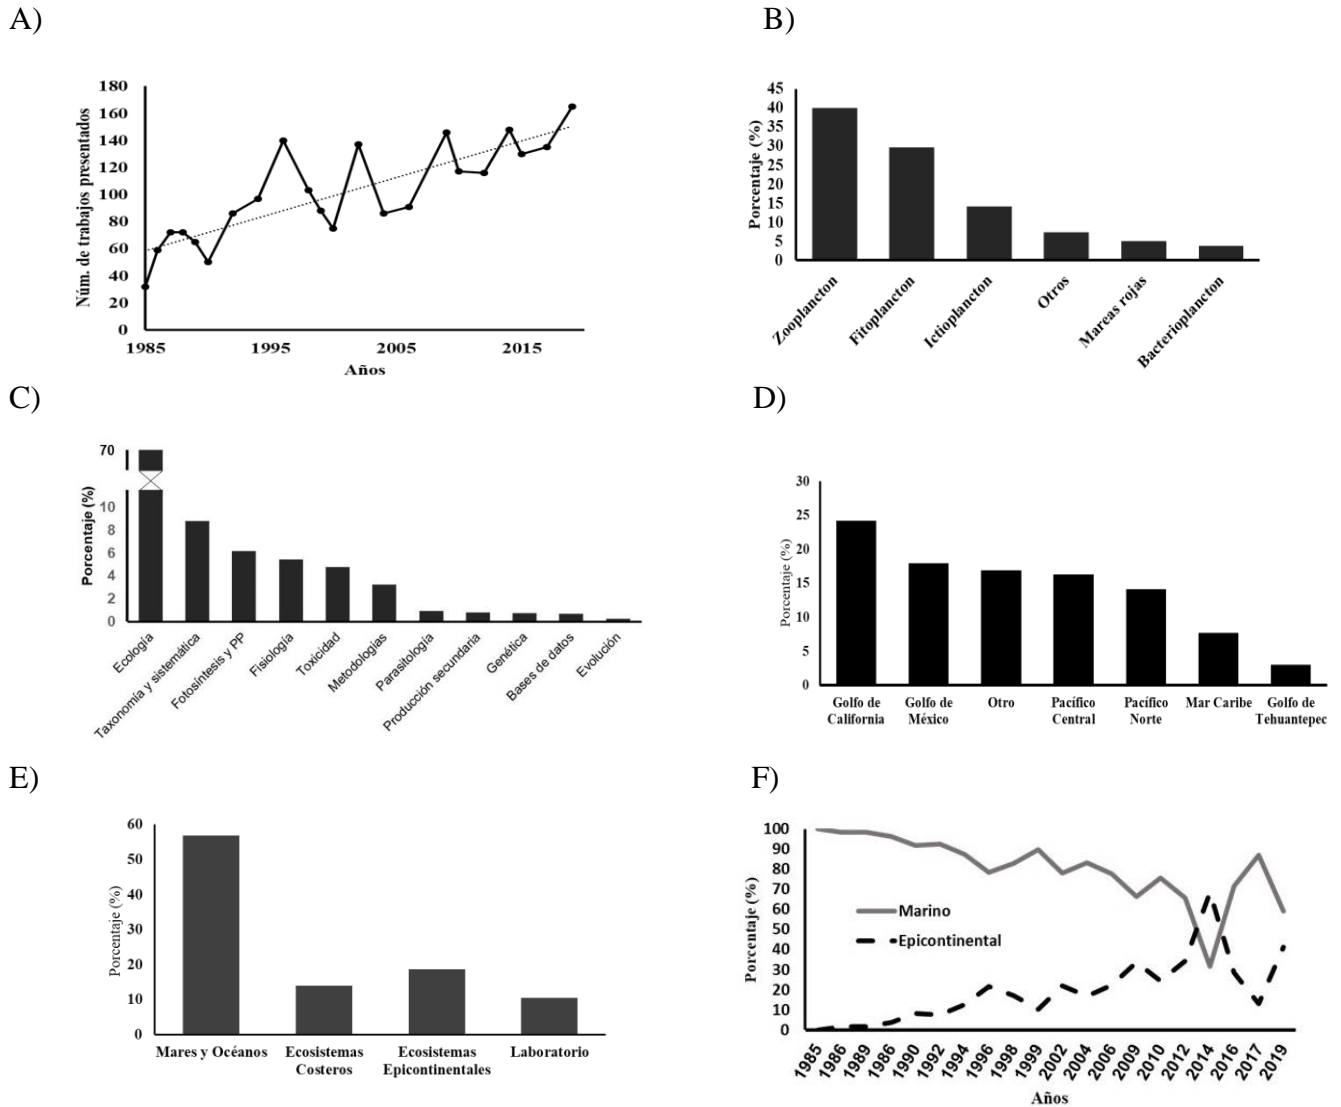 A)
Núm. de trabajos presentados
180
160
140
120
100
80
60
40
20
0
1985
1995
2005
2015
Años
B)
Porcentaje (%)
45
40
35
30
25
20
15
10
5
0
Zooplancton
Fitoplancton
Ictioplancton
Otros
Mareas rojas
Bacterioplancton
C)
Porcentaje (%)
70
10
8
6
4
2
0
Ecología
Taxonomía y sistemática
Fotosíntesis y PP
Fisiología
Toxicidad
Metodologías
Parasitología
Producción secundaria
Genética
Bases de datos
Evolución
D)
Porcentaje (%)
30
25
20
15
10
5
0
Golfo de
California
Golfo de
México
Otro
Pacífico
Central
Pacífico
Norte
Mar Caribe
Golfo de
Tehuantepec
E)
Porcentaje (%)
60
50
40
30
20
10
0
Mares y Océanos
Ecosistemas
Costeros
Ecosistemas
Epicontinentales
Laboratorio
F)
Porcentaje (%)
100
90
80
70
60
50
40
30
20
10
0
Marino
Epicontinental
1985
1986
1989
1986
1990
1992
1994
1996
1998
1999
2002
2004
2006
2009
2010
2012
2014
2016
2017
2019
Años